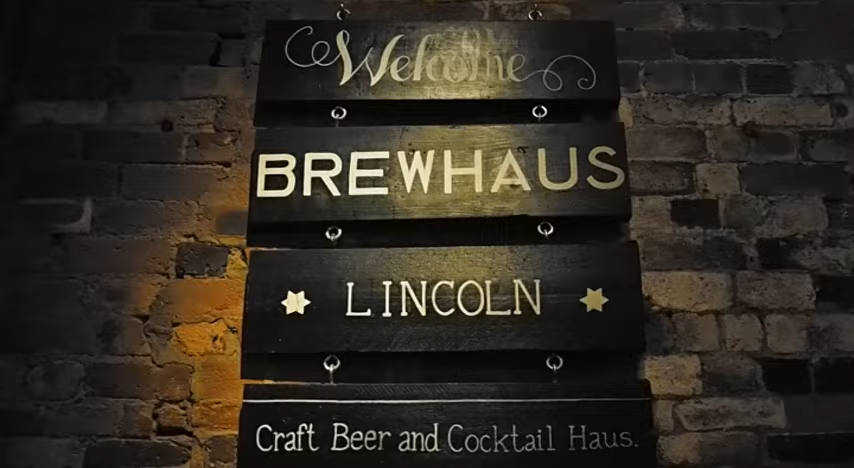 Welcome
BREWHAUS
LINCOLN
Craft Beer and Cocktail Haus.